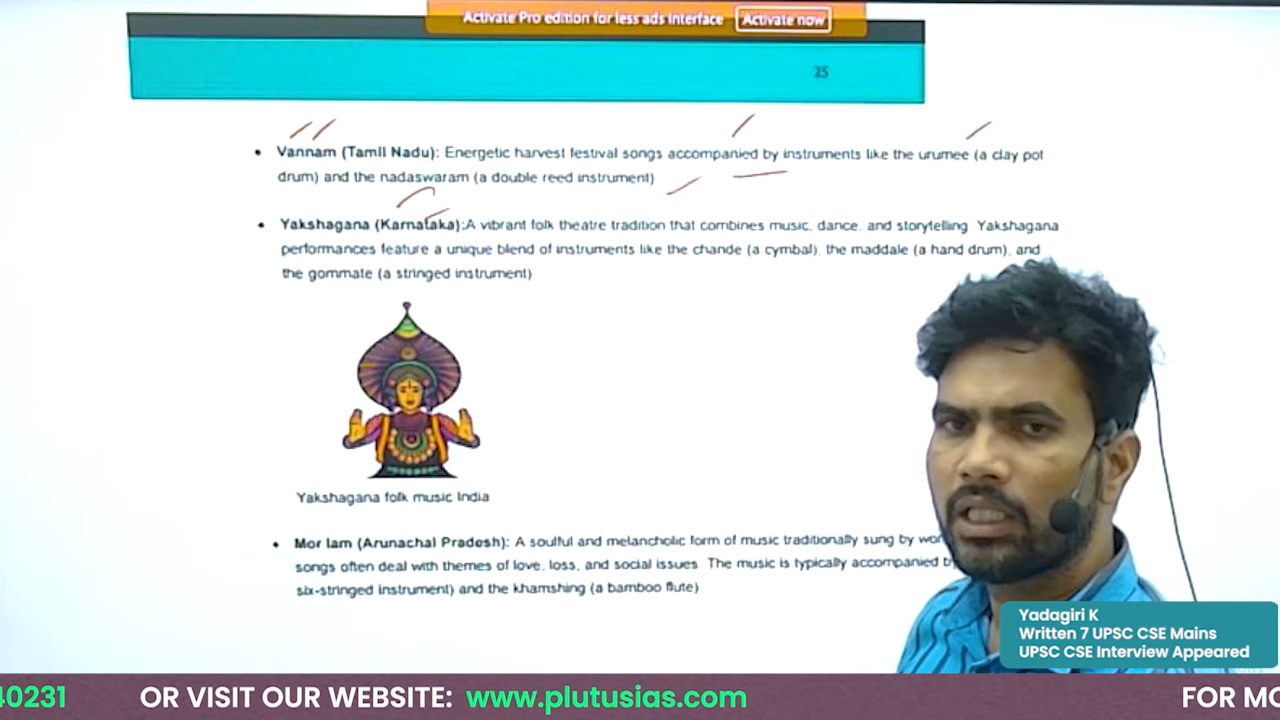 Activate Pro edition for less ads interface Activate now
25
• Vannam (Tamil Nadu): Energetic harvest festival songs accompanied by instruments like the urumee (a clay pot
drum) and the nadaswaram (a double reed instrument)
• Yakshagana (Karnataka):A vibrant folk theatre tradition that combines music, dance, and storytelling Yakshagana
performances feature a unique blend of instruments like the chande (a cymbal), the maddale (a hand drum), and
the gommate (a stringed instrument)
Yakshagana folk music India
• Mor lam (Arunachal Pradesh): A soulful and melancholic form of music traditionally sung by
songs often deal with themes of love, loss, and social issues The music is typically accompanied
six-stringed instrument) and the khamshing (a bamboo flute)
Yadagiri K
Written 7 UPSC CSE Mains
UPSC CSE Interview Appeared
40231 OR VISIT OUR WEBSITE: www.plutusias.com FOR